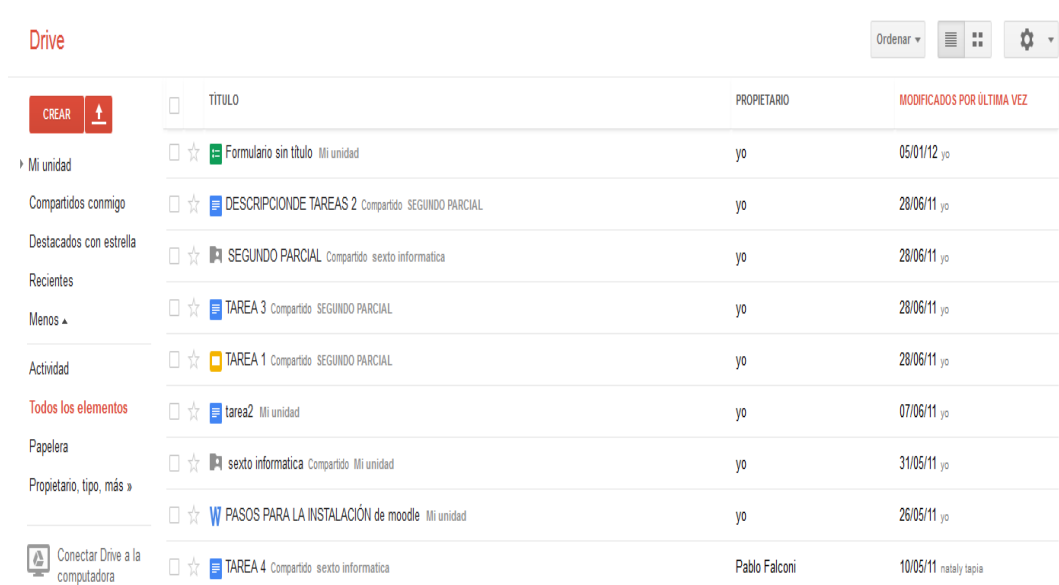 Drive
Ordenar
CREAR
Mi unidad
Compartidos conmigo
Destacados con estrella
Recientes
Menos
Actividad
Todos los elementos
Papelera
Propietario, tipo, más »
Conectar Drive a la
computadora
TÍTULO PROPIETARIO MODIFICADOS POR ÚLTIMA VEZ
Formulario sin título Mi unidad yo 05/01/12 yo
DESCRIPCIONDE TAREAS 2 Compartido SEGUNDO PARCIAL yo 28/06/11 yo
SEGUNDO PARCIAL Compartido sexto informatica yo 28/06/11 yo
TAREA 3 Compartido SEGUNDO PARCIAL yo 28/06/11 yo
TAREA 1 Compartido SEGUNDO PARCIAL yo 28/06/11 yo
tarea2 Mi unidad yo 07/06/11 yo
sexto informatica Compartido Mi unidad yo 31/05/11 yo
W PASOS PARA LA INSTALACIÓN de moodle Mi unidad yo 26/05/11 yo
TAREA 4 Compartido sexto informatica Pablo Falconi 10/05/11 nataly tapia